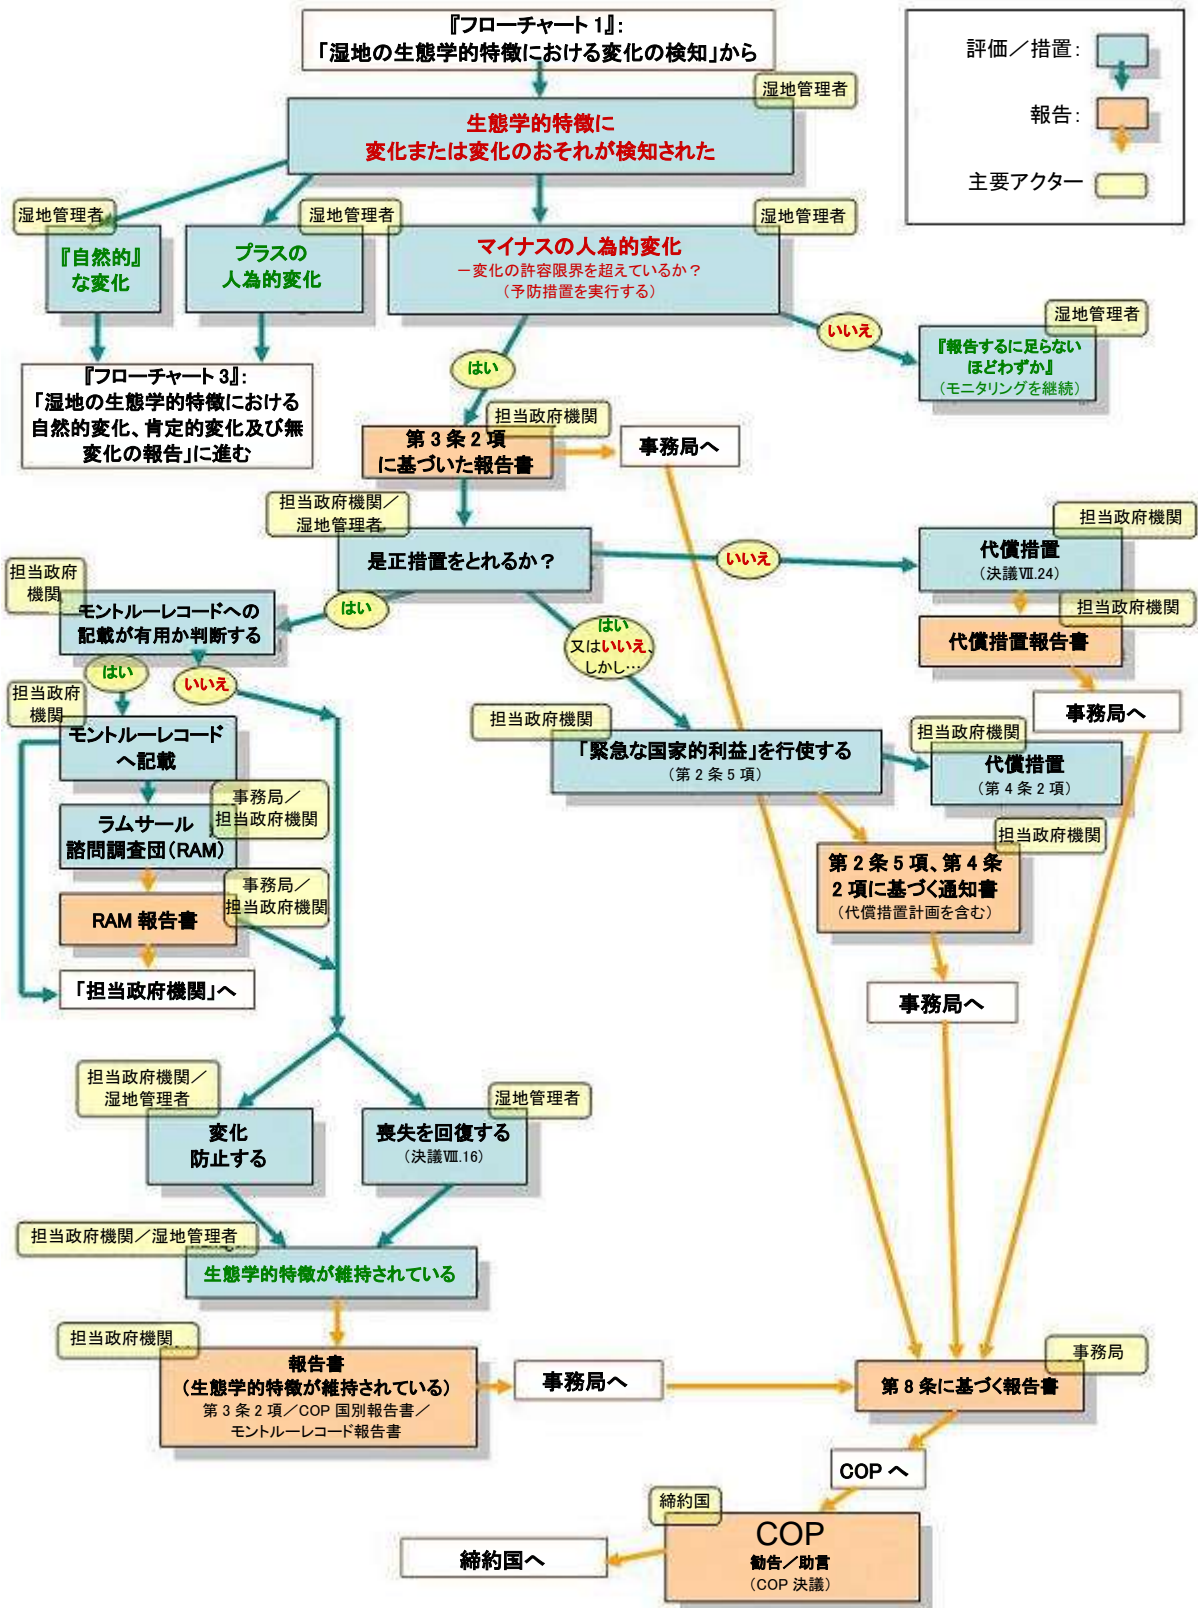 『フローチャート 1』:
「湿地の生態学的特徴における変化の検知」から
評価／措置:
報告:
主要アクター
湿地管理者
生態学的特徴に
変化または変化のおそれが検知された
湿地管理者
『自然的』
な変化
湿地管理者
プラスの
人為的変化
湿地管理者
マイナスの人為的変化
－変化の許容限界を超えているか？
（予防措置を実行する）
いいえ
湿地管理者
『報告するに足らない
ほどわずか』
（モニタリングを継続）
はい
『フローチャート 3』:
「湿地の生態学的特徴における
自然的変化、肯定的変化及び無
変化の報告」に進む
担当政府機関
第 3 条 2 項
に基づいた報告書
事務局へ
担当政府機関／
湿地管理者
是正措置をとれるか？
いいえ
担当政府機関
代償措置
（決議Ⅶ.24）
担当政府機関
代償措置報告書
事務局へ
担当政府
機関
モントルーレコードへの
記載が有用か判断する
はい
はい
又はいいえ、
しかし…
はい
いいえ
担当政府
機関
モントルーレコード
へ記載
担当政府機関
「緊急な国家的利益」を行使する
（第 2 条 5 項）
担当政府機関
代償措置
（第 4 条 2 項）
事務局／
担当政府機関
ラムサール
諮問調査団（RAM）
担当政府機関
第 2 条 5 項、第 4 条
2 項に基づく通知書
（代償措置計画を含む）
事務局／
担当政府機関
RAM 報告書
「担当政府機関」へ
事務局へ
担当政府機関／
湿地管理者
変化
防止する
湿地管理者
喪失を回復する
（決議Ⅷ.16）
担当政府機関／湿地管理者
生態学的特徴が維持されている
担当政府機関
報告書
（生態学的特徴が維持されている）
第 3 条 2 項／COP 国別報告書／
モントルーレコード報告書
事務局へ
事務局
第 8 条に基づく報告書
COP へ
締約国
COP
勧告／助言
（COP 決議）
締約国へ